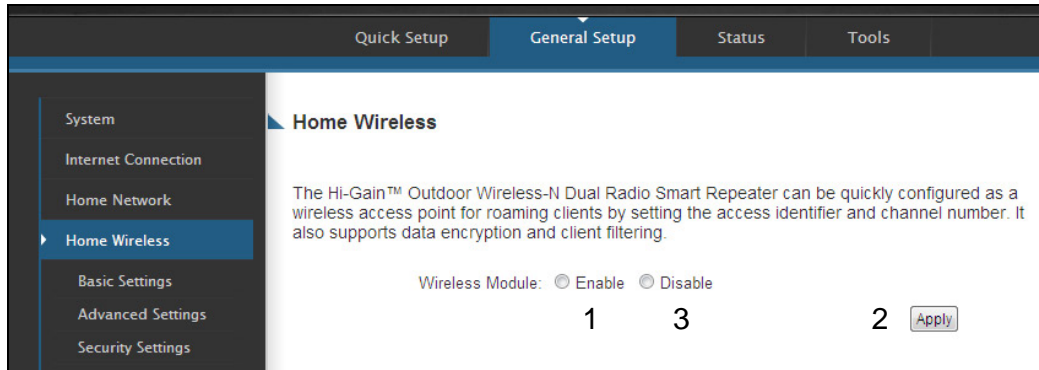 Quick Setup General Setup Status Tools
System
Internet Connection
Home Network
Home Wireless
Basic Settings
Advanced Settings
Security Settings
Home Wireless
The Hi-Gain™ Outdoor Wireless-N Dual Radio Smart Repeater can be quickly configured as a
wireless access point for roaming clients by setting the access identifier and channel number. It
also supports data encryption and client filtering.
Wireless Module: Enable Disable
1 3 2 Apply